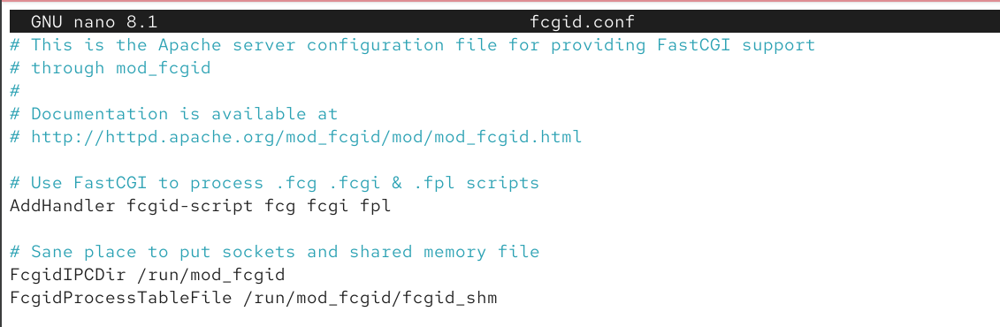 GNU nano 8.1 fcgid.conf
# This is the Apache server configuration file for providing FastCGI support
# through mod_fcgid
#
# Documentation is available at
# http://httpd.apache.org/mod_fcgid/mod/mod_fcgid.html
# Use FastCGI to process .fcg .fcgi & .fpl scripts
AddHandler fcgid-script fcg fcgi fpl
# Sane place to put sockets and shared memory file
FcgidIPCDir /run/mod_fcgid
FcgidProcessTableFile /run/mod_fcgid/fcgid_shm